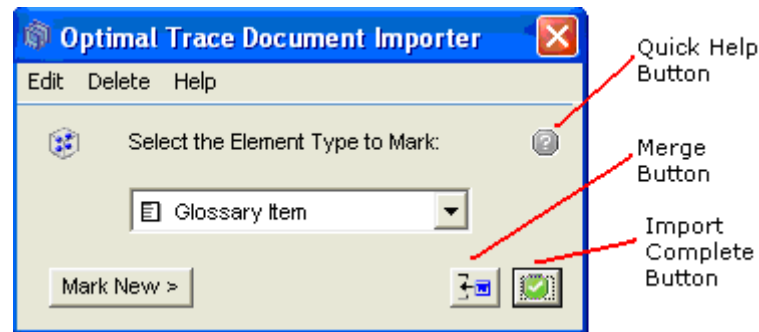 Optimal Trace Document Importer
Edit Delete Help
Select the Element Type to Mark:
Glossary Item
Mark New >
Quick Help
Button
Merge
Button
Import
Complete
Button